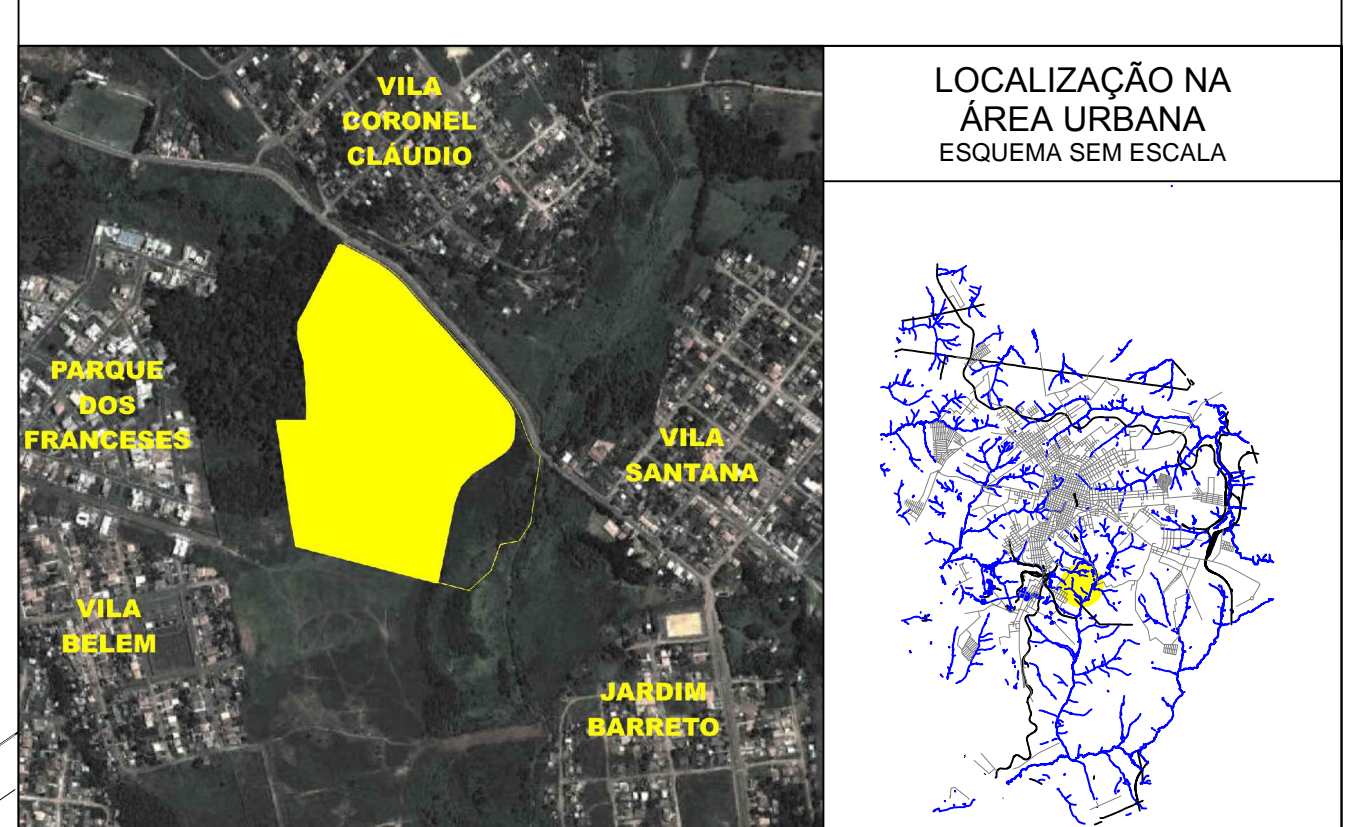 VILA
CORONEL
CLÁUDIO
PARQUE
DOS
FRANCESES
VILA
SANTANA
VILA
BELEM
JARDIM
BARRETO
LOCALIZAÇÃO NA
ÁREA URBANA
ESQUEMA SEM ESCALA